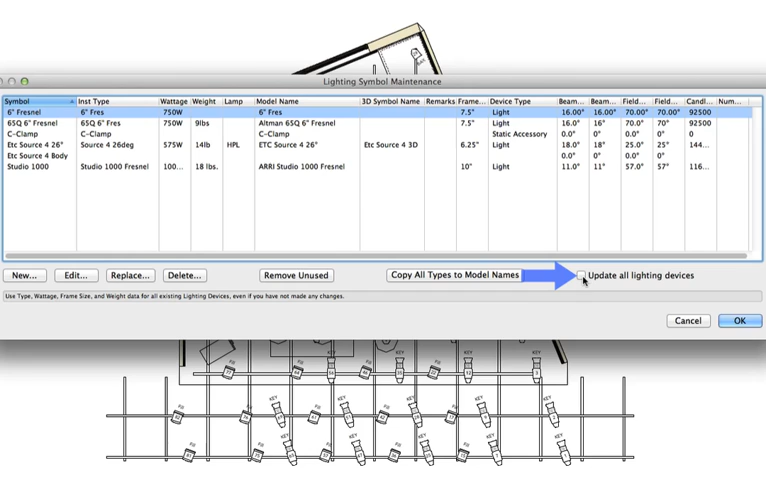 Lighting Symbol Maintenance
Symbol Inst Type Wattage Weight Lamp Model Name 3D Symbol Name Remarks Frame... Device Type Beam... Beam... Field... Field... Candl... Num...
6" Fresnel 6" Fres 750W 6" Fres 7.5" Light 16.00° 16.00° 70.00° 70.00° 92500
65Q 6" Fresnel 65Q 6" Fres 750W 9lbs Altman 65Q 6" Fresnel 7.5" Light 16.0° 16° 70.0° 70° 92500
C-Clamp C-Clamp C-Clamp Static Accessory 0.0° 0° 0.0° 0° 0
Etc Source 4 26° Source 4 26deg 575W 14lb HPL ETC Source 4 26° Etc Source 4 3D 6.25" Light 18.0° 18° 25.0° 25° 144...
Etc Source 4 Body 0.0° 0° 0.0° 0°
Studio 1000 Studio 1000 Fresnel 100... 18 lbs. ARRI Studio 1000 Fresnel 10" Light 11.0° 11° 57.0° 57° 116...
New... Edit... Replace... Delete... Remove Unused Copy All Types to Model Names Update all lighting devices
Use Type, Wattage, Frame Size, and Weight data for all existing Lighting Devices, even if you have not made any changes.
Cancel OK